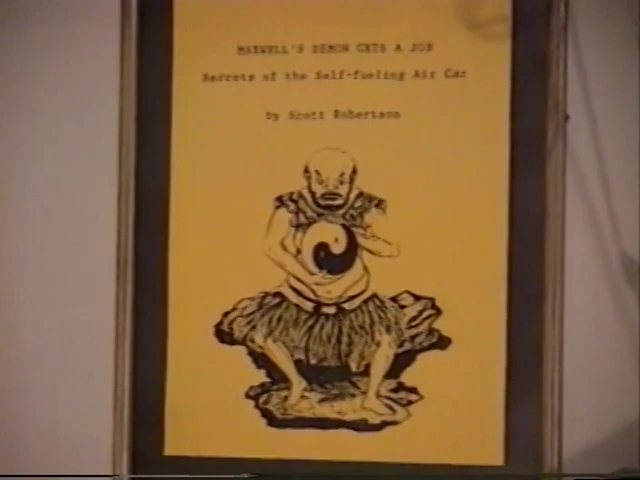 MAXWELL'S DEMON GETS A JOB
Secrets of the Self-fueling Air Car
by Scott Robertson